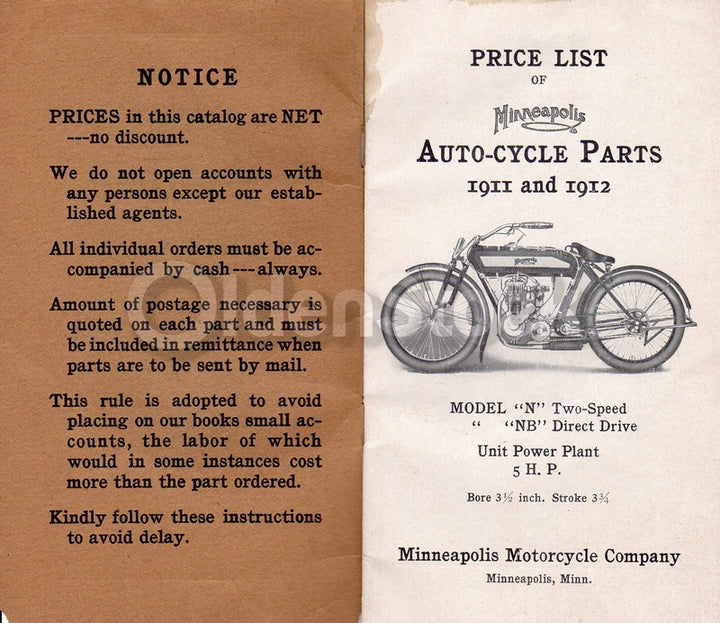 NOTICE
PRICES in this catalog are NET
---no discount.
We do not open accounts with
any persons except our estab-
lished agents.
All individual orders must be ac-
companied by cash---always.
Amount of postage necessary is
quoted on each part and must
be included in remittance when
parts are to be sent by mail.
This rule is adopted to avoid
placing on our books small ac-
counts, the labor of which
would in some instances cost
more than the part ordered.
Kindly follow these instructions
to avoid delay.
PRICE LIST
OF
Minneapolis
AUTO-CYCLE PARTS
1911 and 1912
MODEL "N" Two-Speed
" "NB" Direct Drive
Unit Power Plant
5 H. P.
Bore 3½ inch. Stroke 3¾
Minneapolis Motorcycle Company
Minneapolis, Minn.
Oldenstock